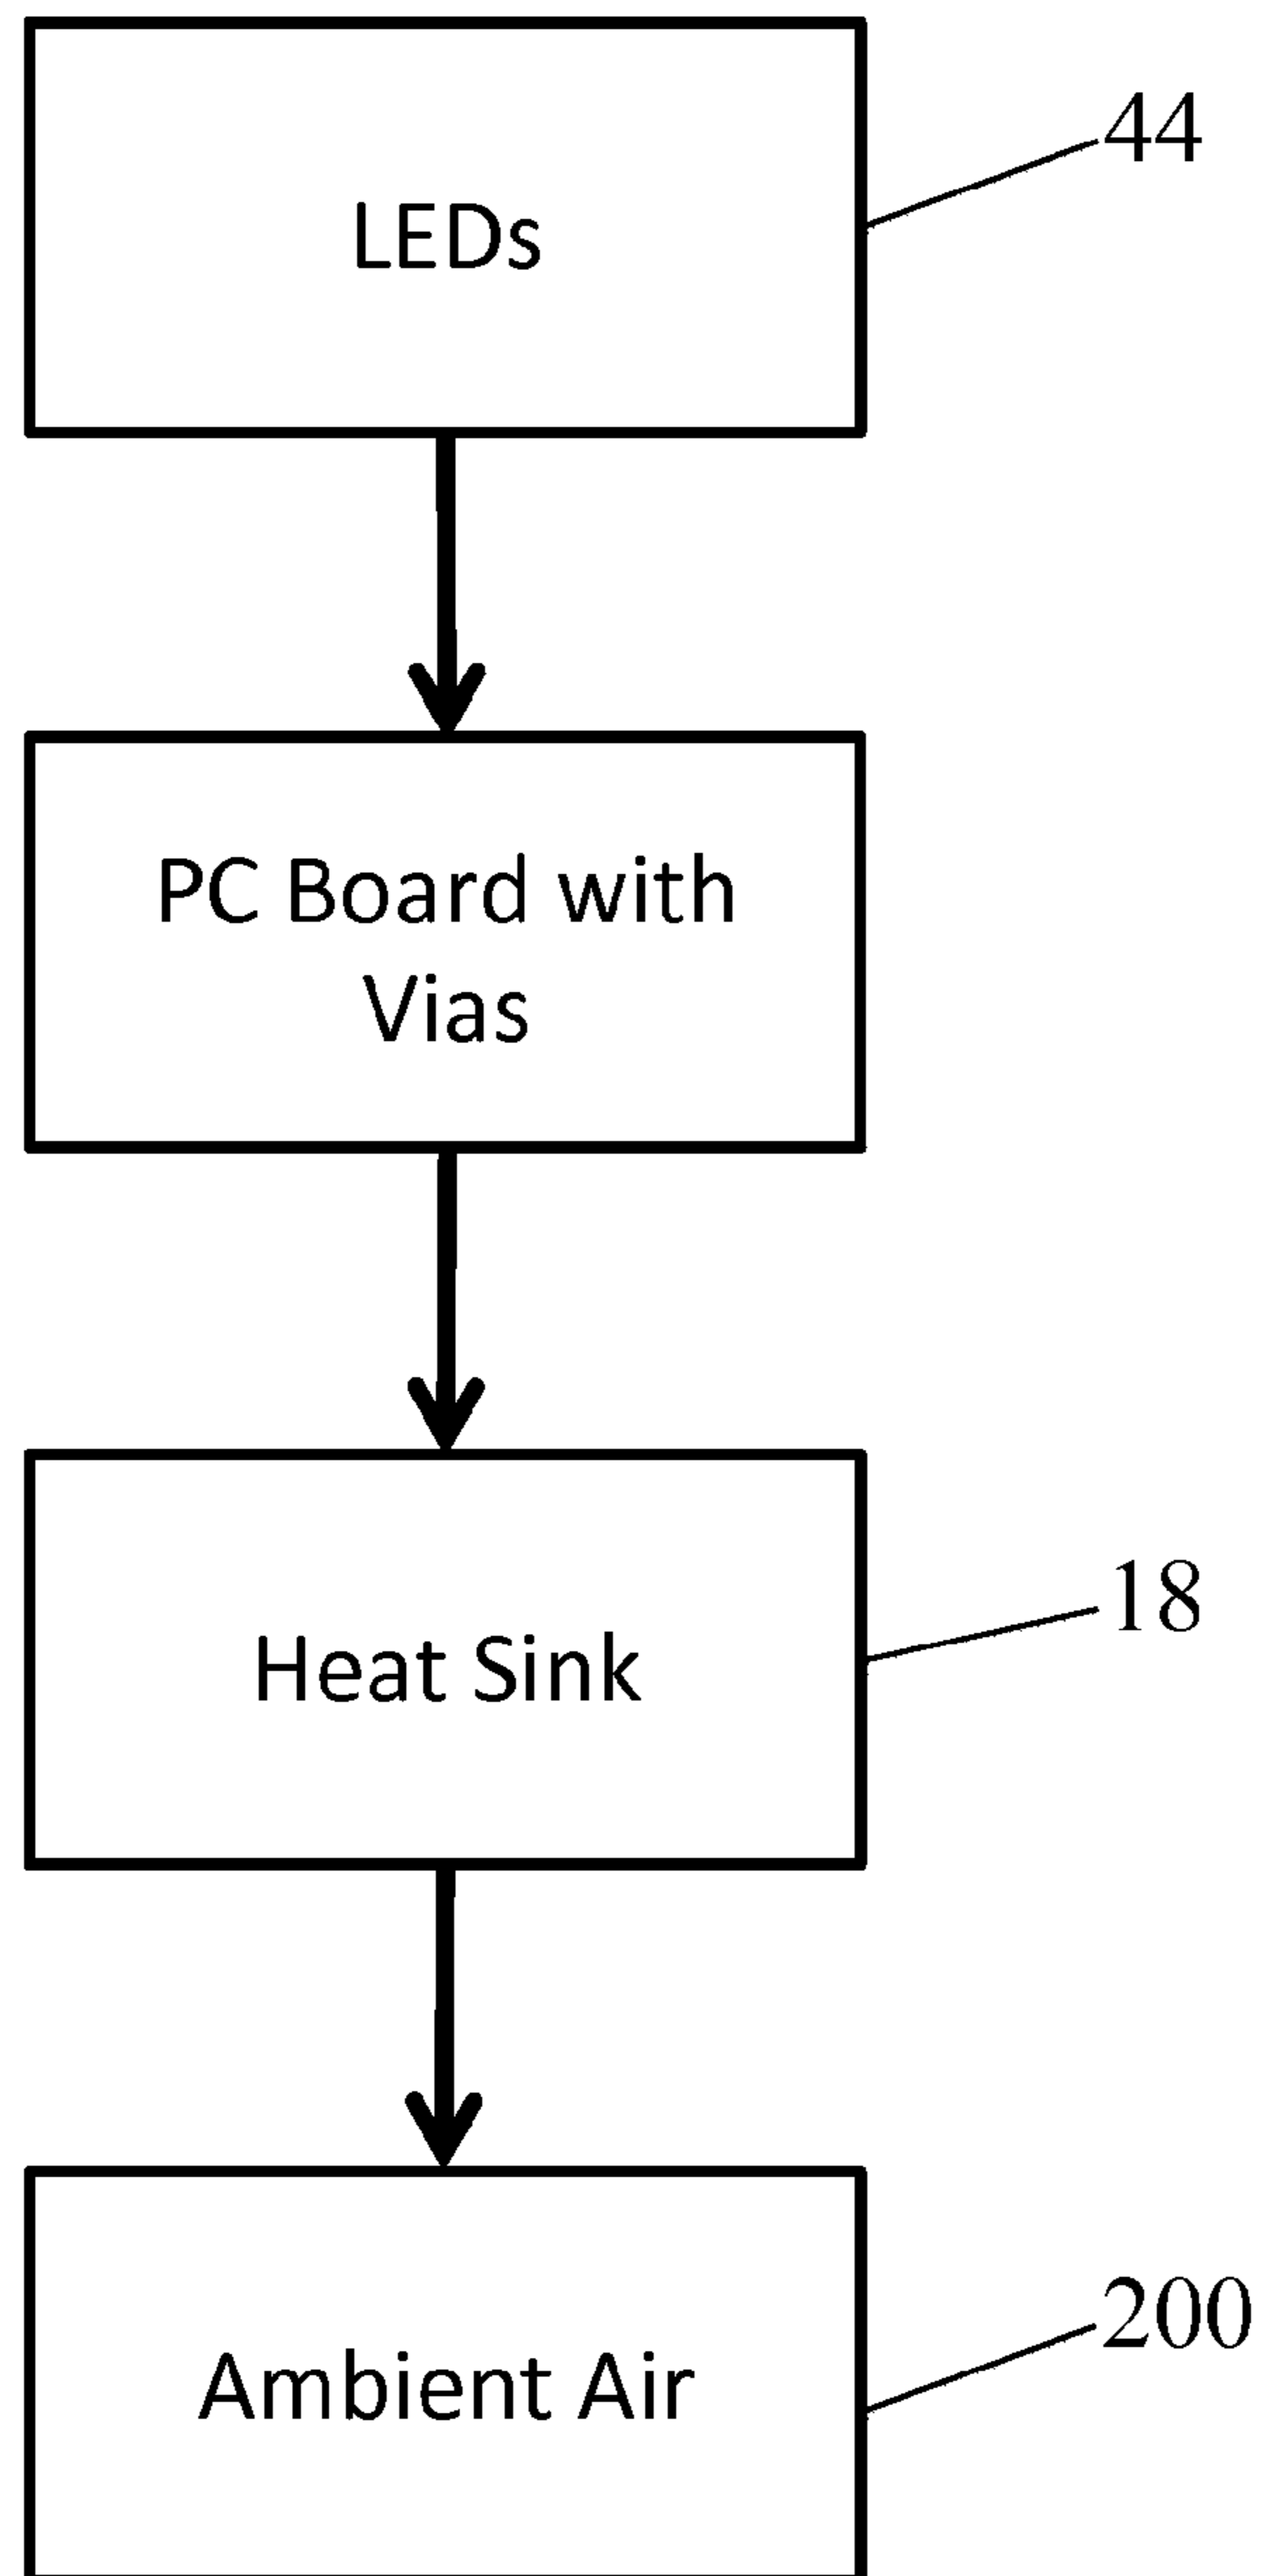 LEDs
44
PC Board with
Vias
Heat Sink
18
Ambient Air
200